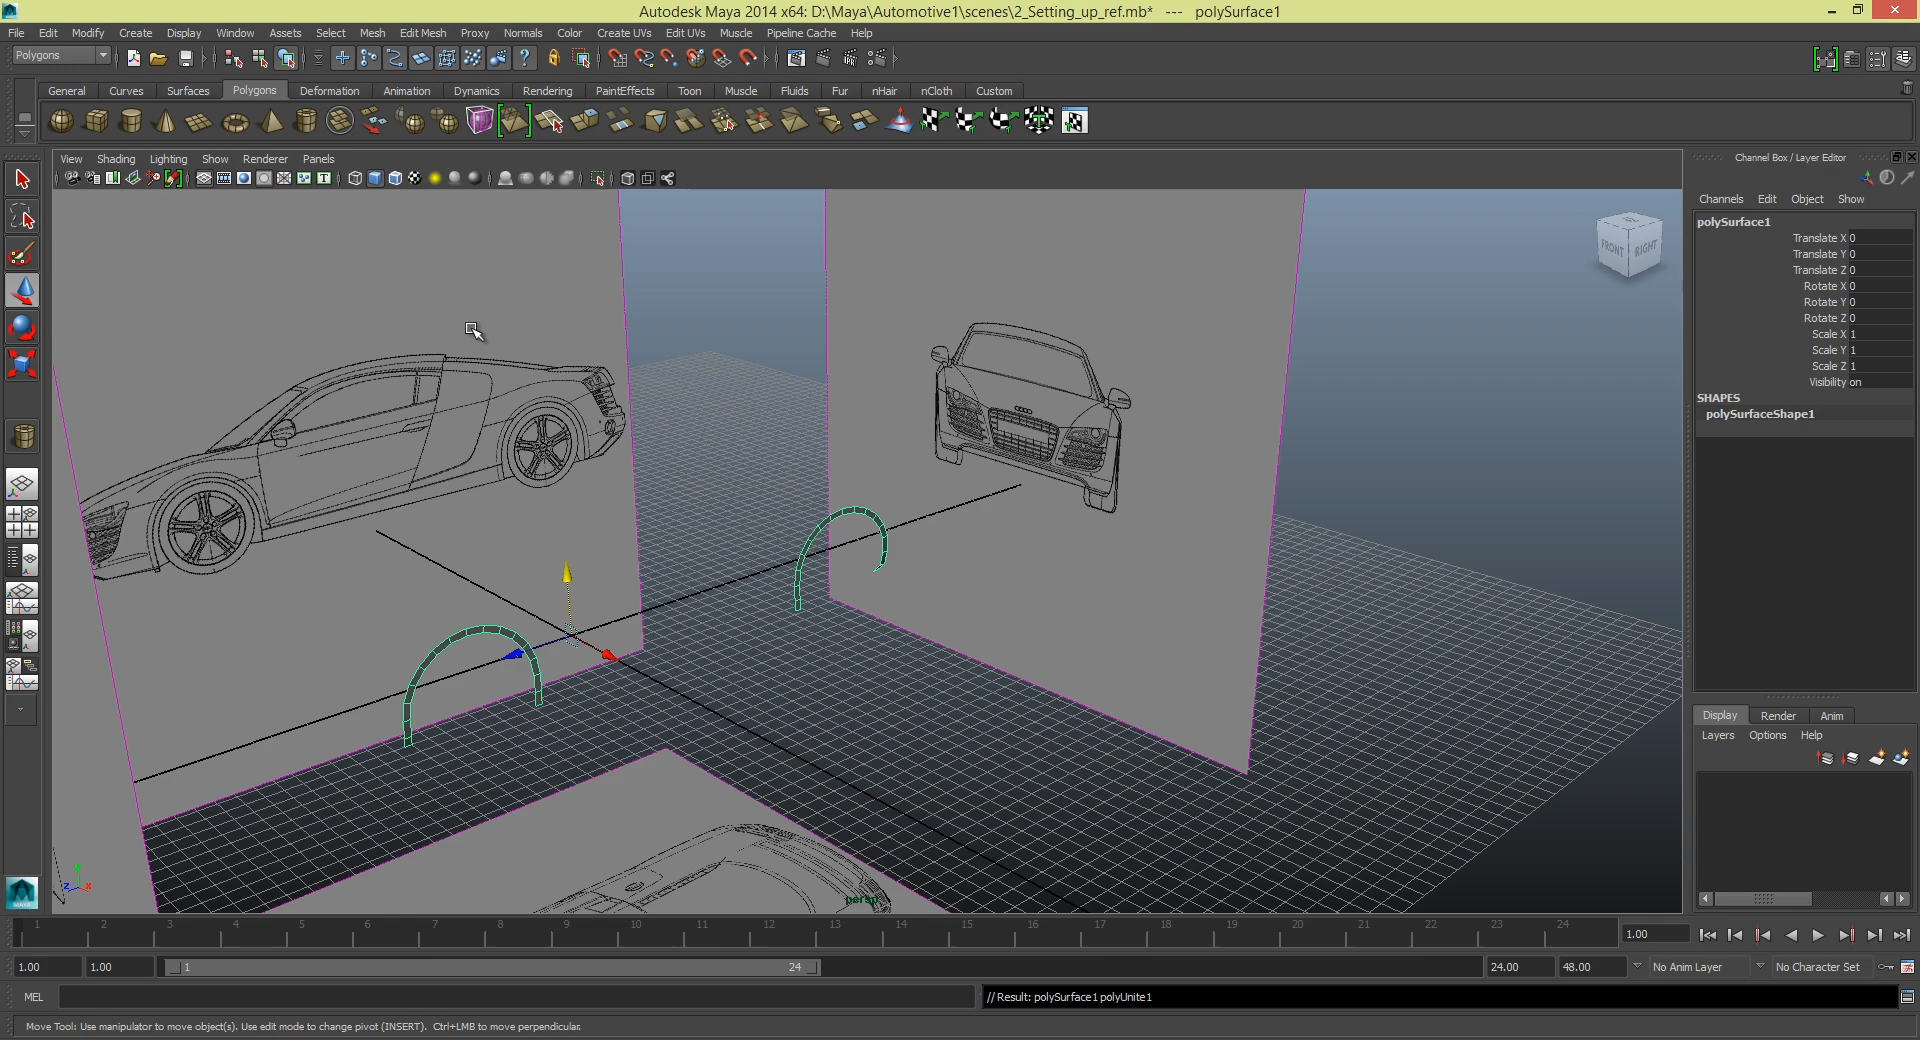 Autodesk Maya 2014 x64: D:\Maya\Automotive1\scenes\2_Setting_up_ref.mb* --- polySurface1
File Edit Modify Create Display Window Assets Select Mesh Edit Mesh Proxy Normals Color Create UVs Edit UVs Muscle Pipeline Cache Help
Polygons
General Curves Surfaces Polygons Deformation Animation Dynamics Rendering PaintEffects Toon Muscle Fluids Fur nHair nCloth Custom
View Shading Lighting Show Renderer Panels
Channel Box / Layer Editor
Channels Edit Object Show
polySurface1
Translate X 0
Translate Y 0
Translate Z 0
Rotate X 0
Rotate Y 0
Rotate Z 0
Scale X 1
Scale Y 1
Scale Z 1
Visibility on
SHAPES
polySurfaceShape1
FRONT RIGHT
Display Render Anim
Layers Options Help
persp
1 2 3 4 5 6 7 8 9 10 11 12 13 14 15 16 17 18 19 20 21 22 23 24 1.00
1.00 1.00 1 24 24.00 48.00 No Anim Layer No Character Set
MEL // Result: polySurface1 polyUnite1
Move Tool: Use manipulator to move object(s). Use edit mode to change pivot (INSERT). Ctrl+LMB to move perpendicular.